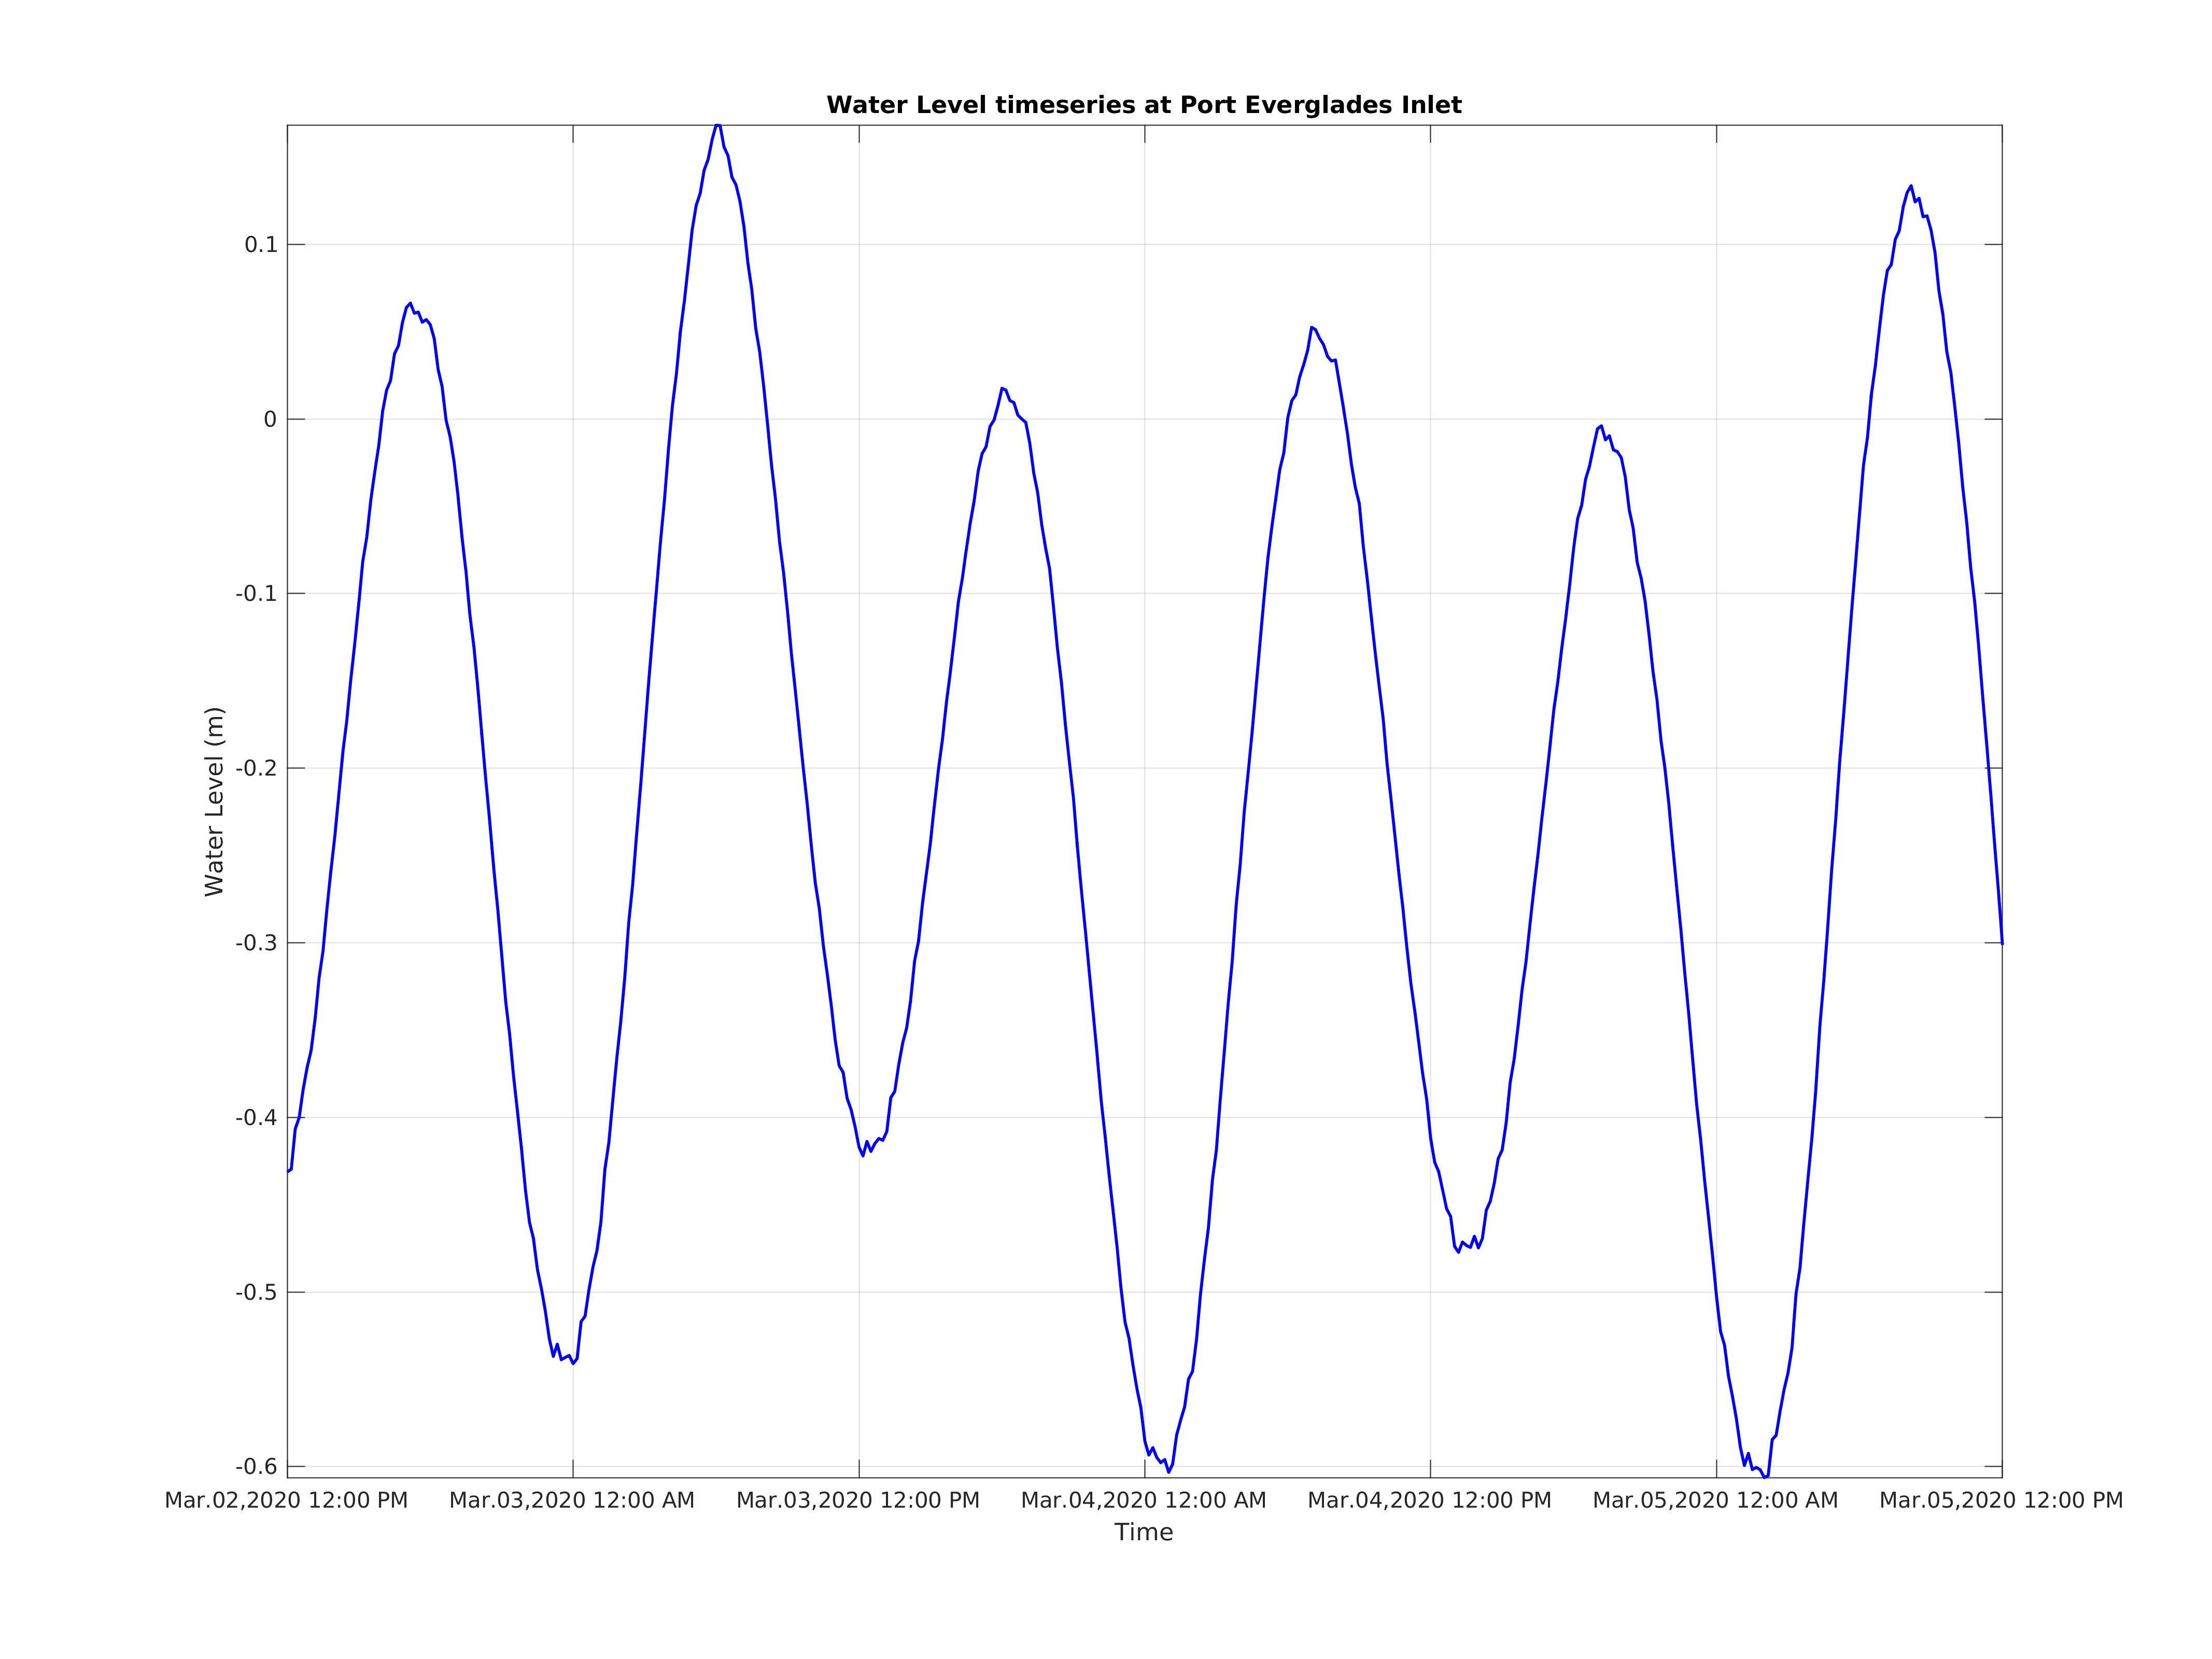 Water Level timeseries at Port Everglades Inlet
Water Level (m)
0.1
0
-0.1
-0.2
-0.3
-0.4
-0.5
-0.6
Mar.02,2020 12:00 PM
Mar.03,2020 12:00 AM
Mar.03,2020 12:00 PM
Mar.04,2020 12:00 AM
Mar.04,2020 12:00 PM
Mar.05,2020 12:00 AM
Mar.05,2020 12:00 PM
Time